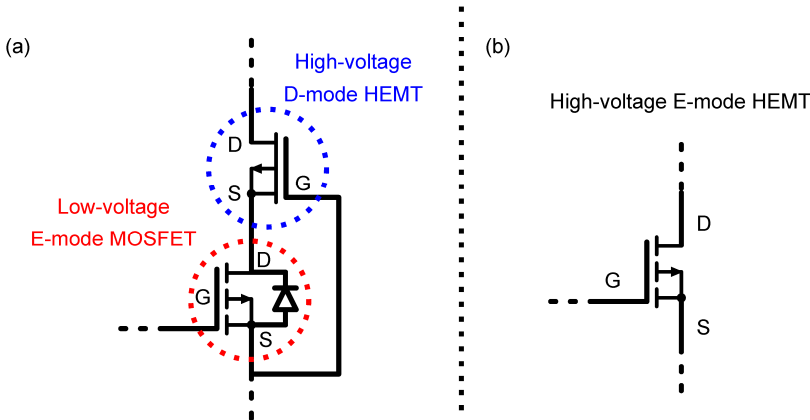 (a)
High-voltage
D-mode HEMT
D
S
G
Low-voltage
E-mode MOSFET
D
G
S
(b)
High-voltage E-mode HEMT
D
G
S